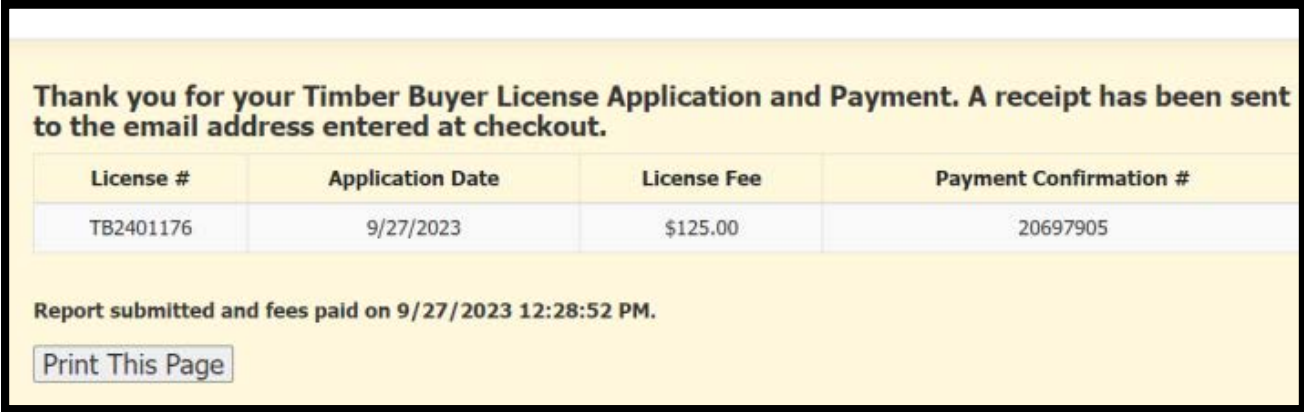 Thank you for your Timber Buyer License Application and Payment. A receipt has been sent
to the email address entered at checkout.
License # Application Date License Fee Payment Confirmation #
TB2401176 9/27/2023 $125.00 20697905
Report submitted and fees paid on 9/27/2023 12:28:52 PM.
Print This Page